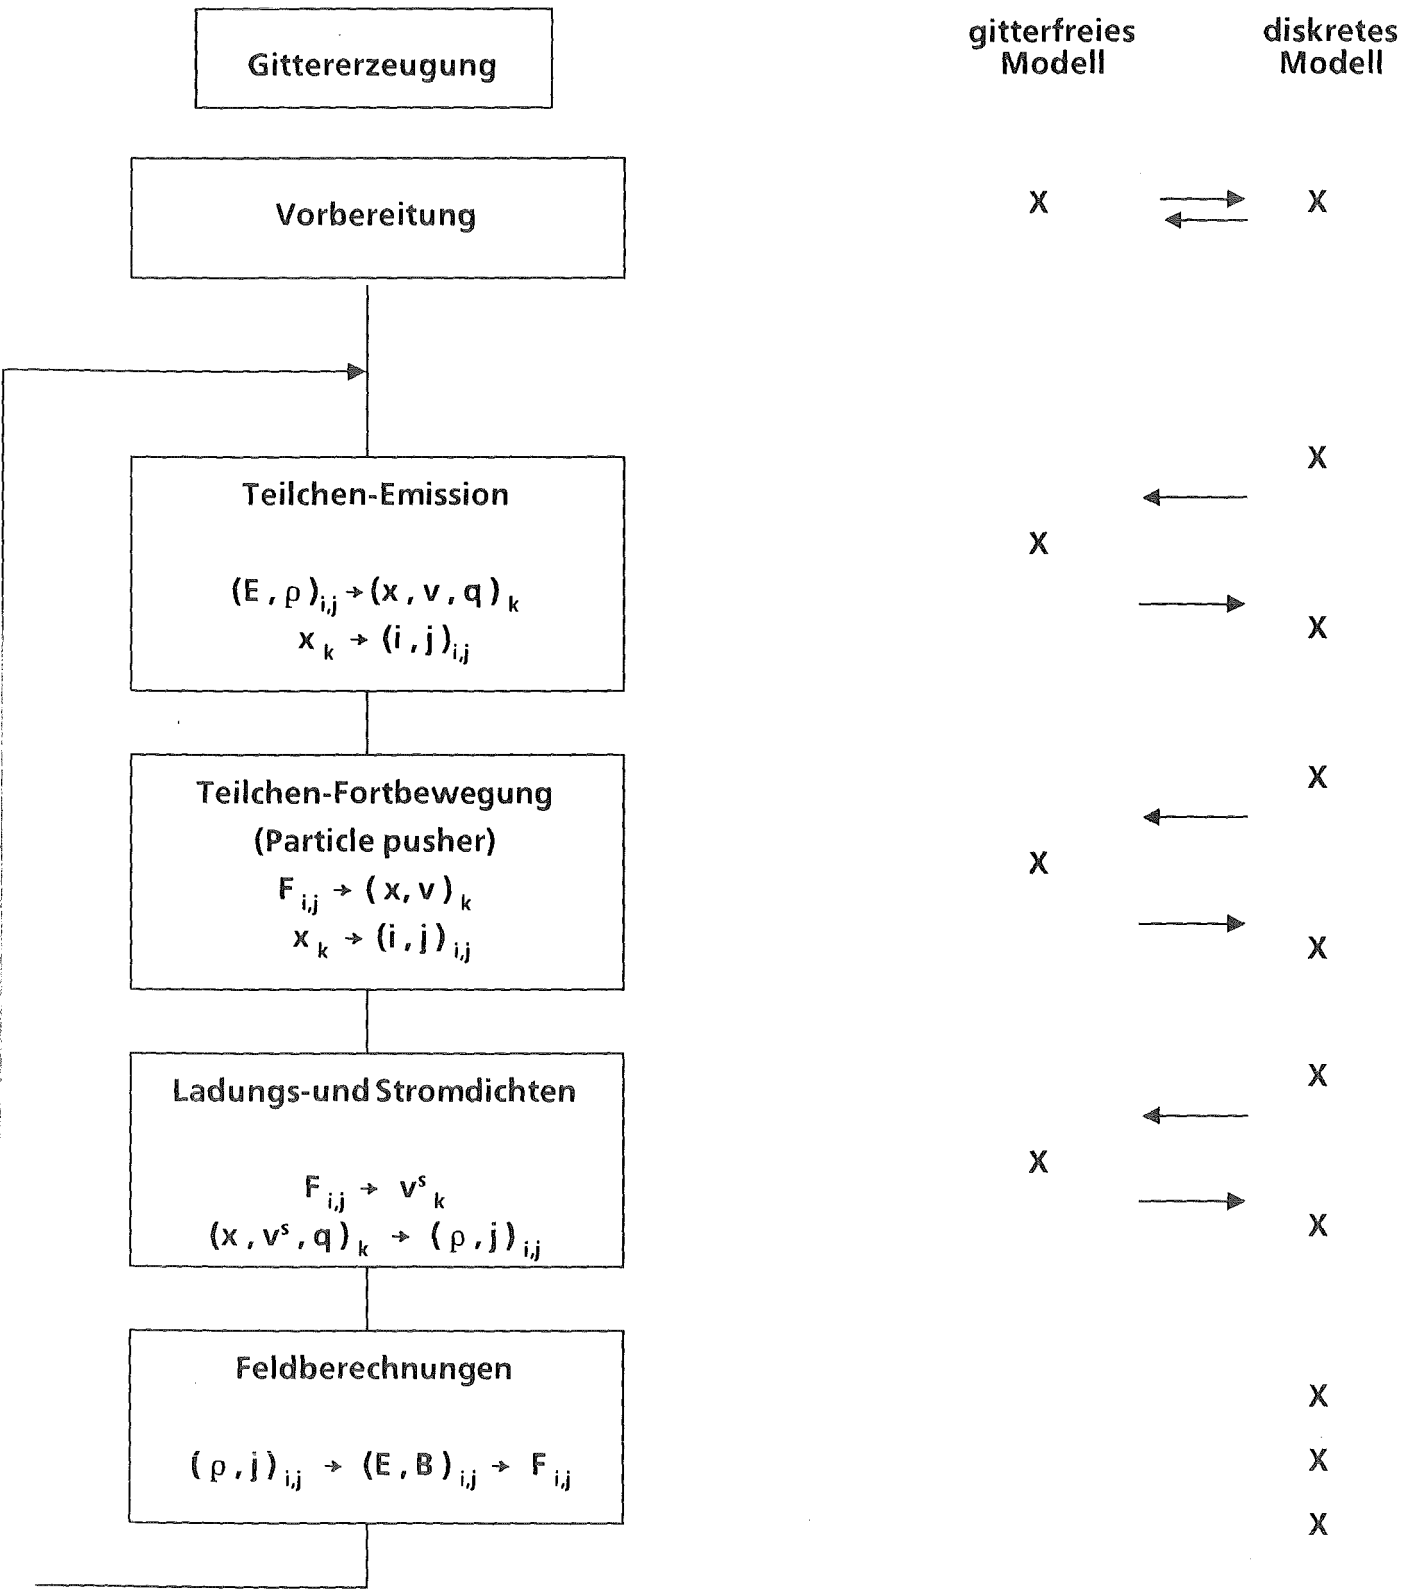 gitterfreies diskretes
Modell Modell
Gittererzeugung
Vorbereitung X → ← X
X
Teilchen-Emission
←
X
(E, ρ)i,j → (x, v, q)k
→
X
xk → (i, j)i,j
X
Teilchen-Fortbewegung
←
(Particle pusher)
X
Fi,j → (x, v)k
→
xk → (i, j)i,j
X
X
Ladungs-und Stromdichten
←
X
Fi,j → vsk
→
X
(x, vs, q)k → (ρ, j)i,j
Feldberechnungen
X
(ρ, j)i,j → (E, B)i,j → Fi,j
X
X